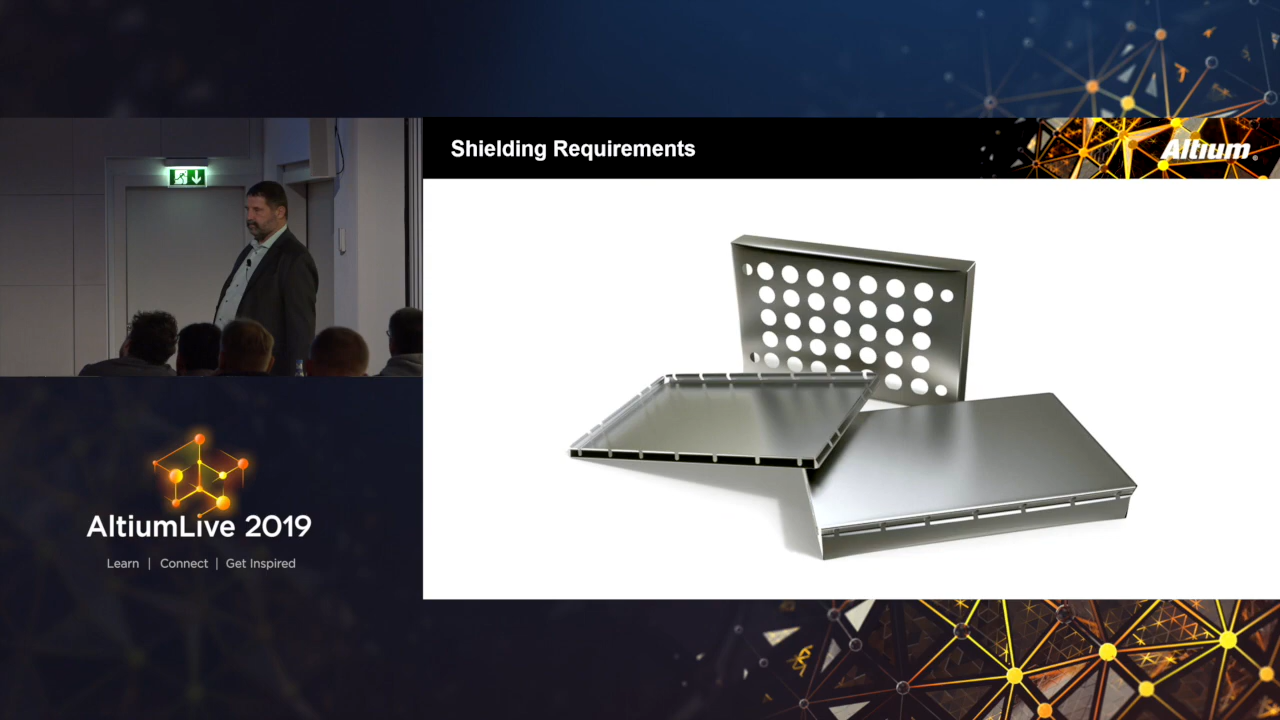 Shielding Requirements
Altium
AltiumLive 2019
Learn | Connect | Get Inspired